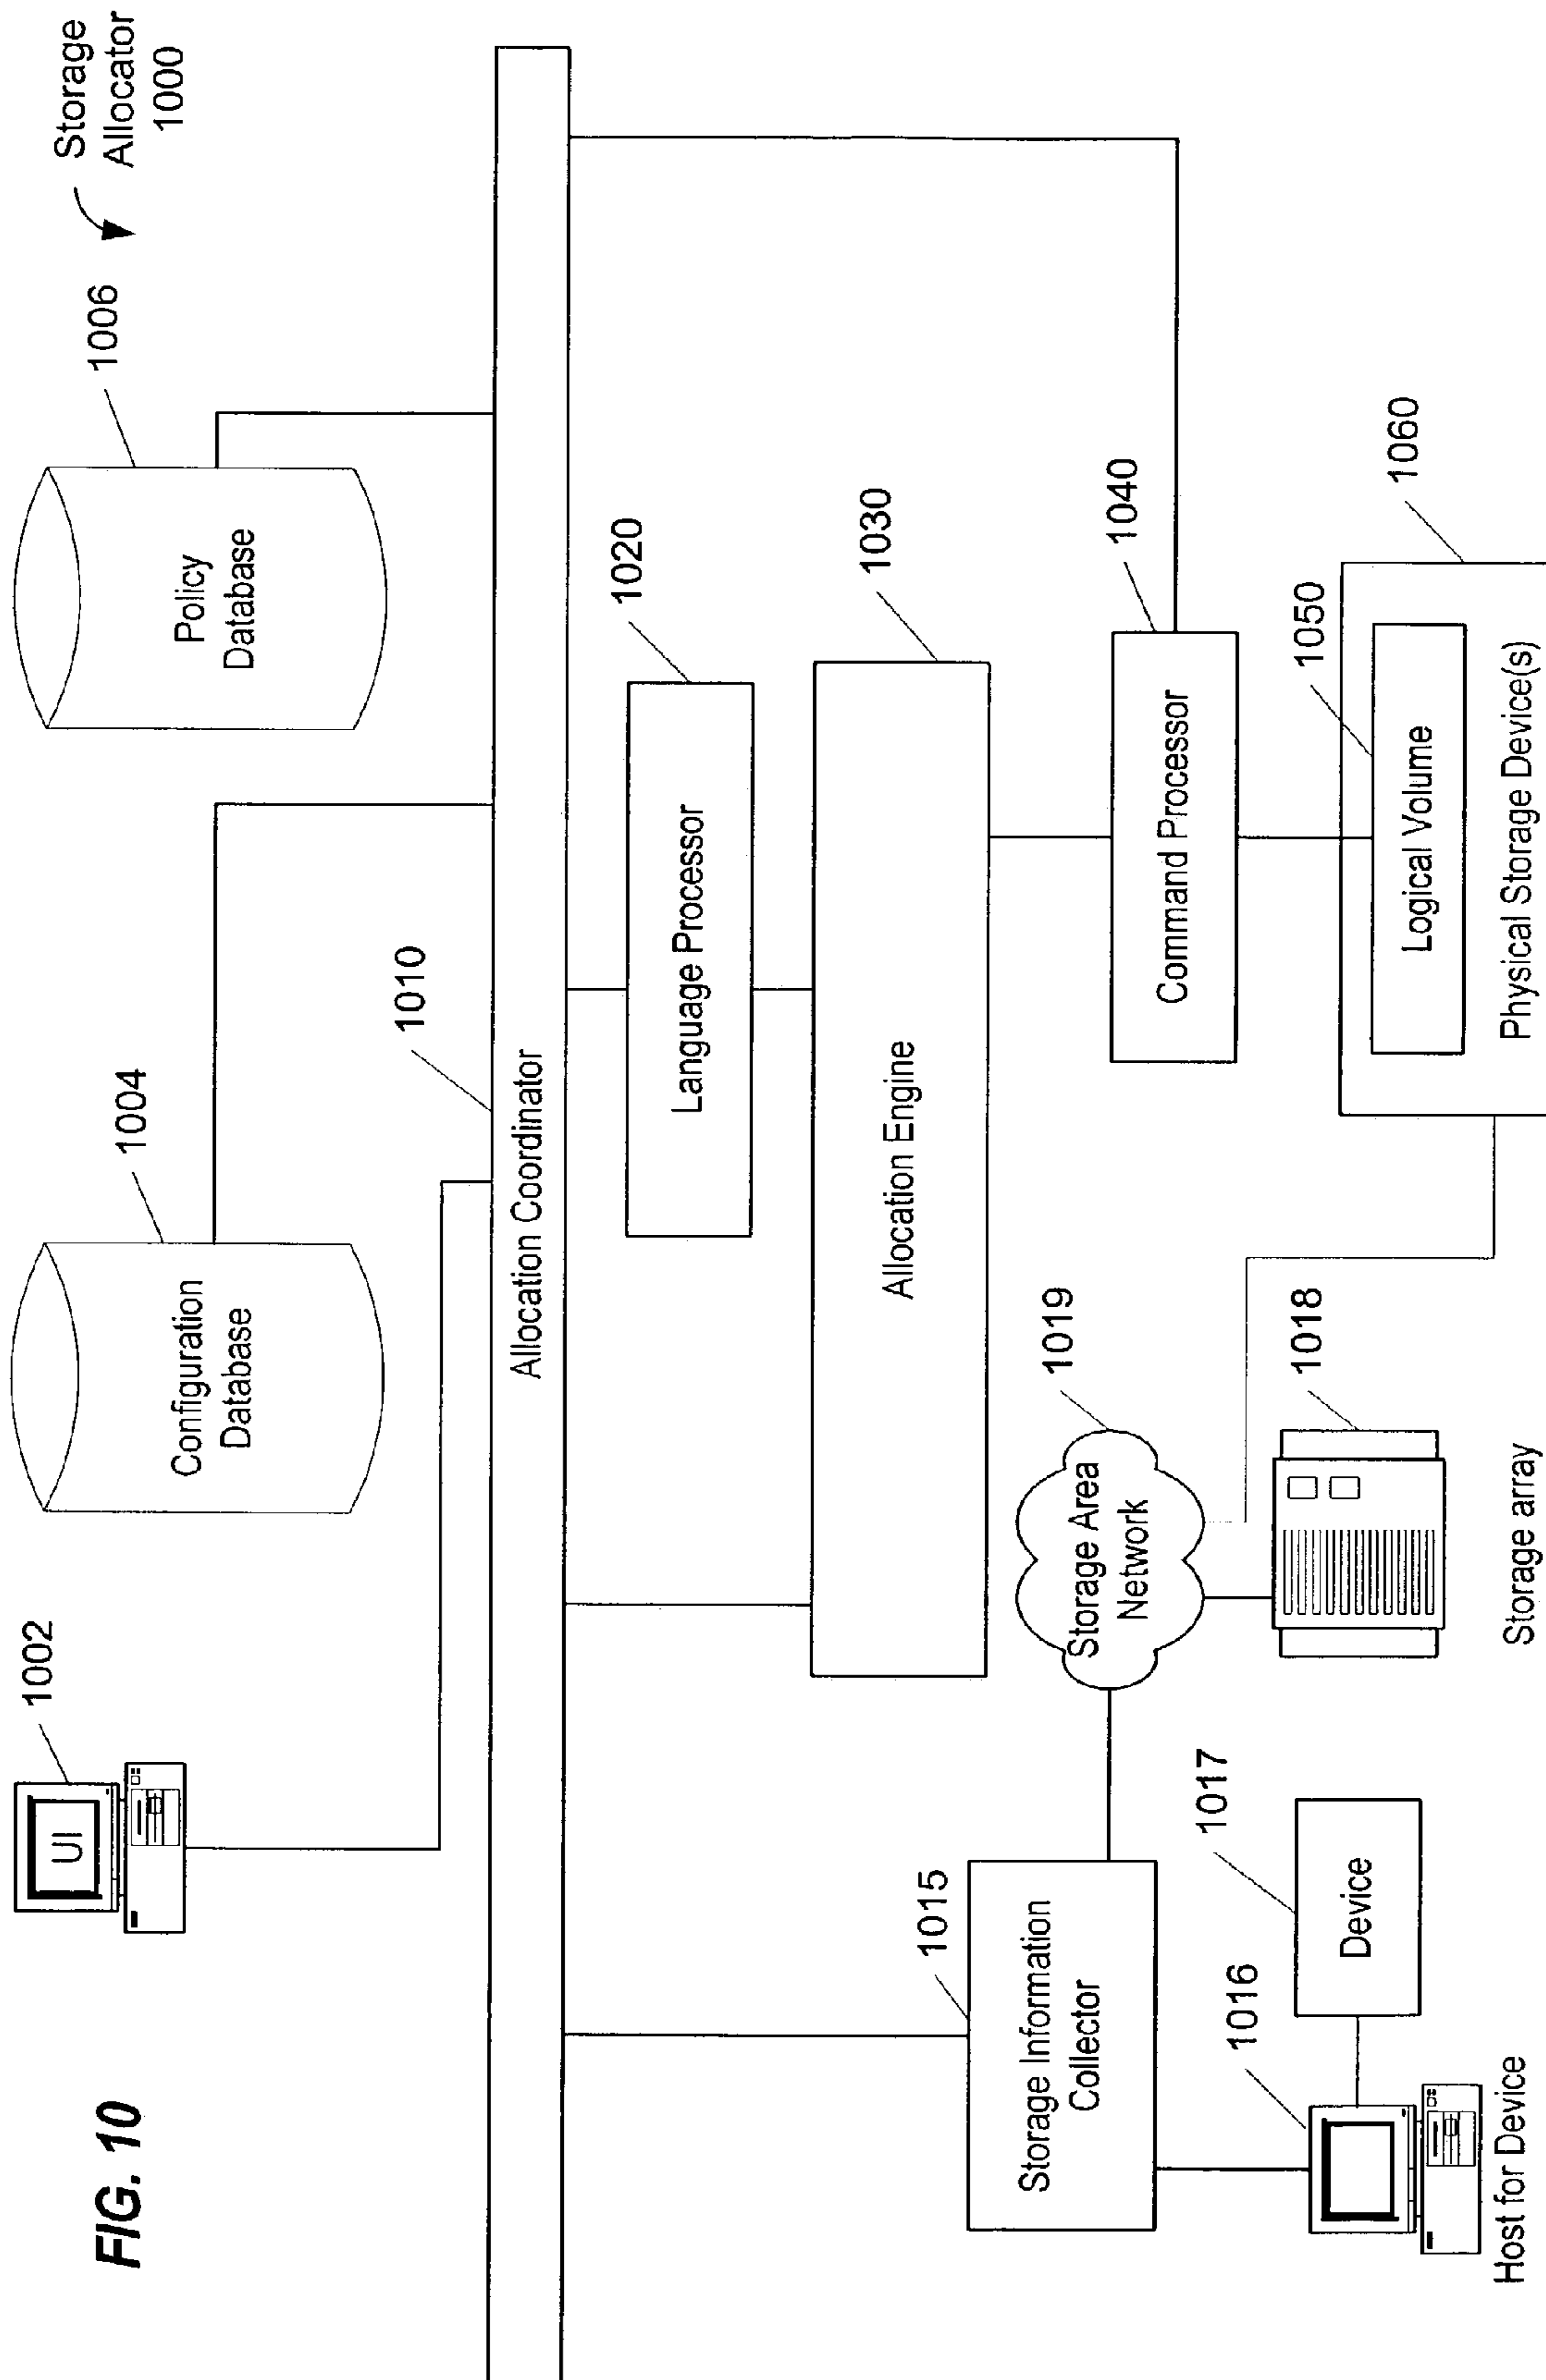 FIG. 10
Storage
Allocator
1000
UI
1002
Configuration
Database
1004
Policy
Database
1006
Allocation Coordinator
1010
Language Processor
1020
Allocation Engine
1030
Storage Information
Collector
1015
Storage Area
Network
1019
Command Processor
1040
Host for Device
1016
Device
1017
Storage array
1018
Logical Volume
1050
Physical Storage Device(s)
1060